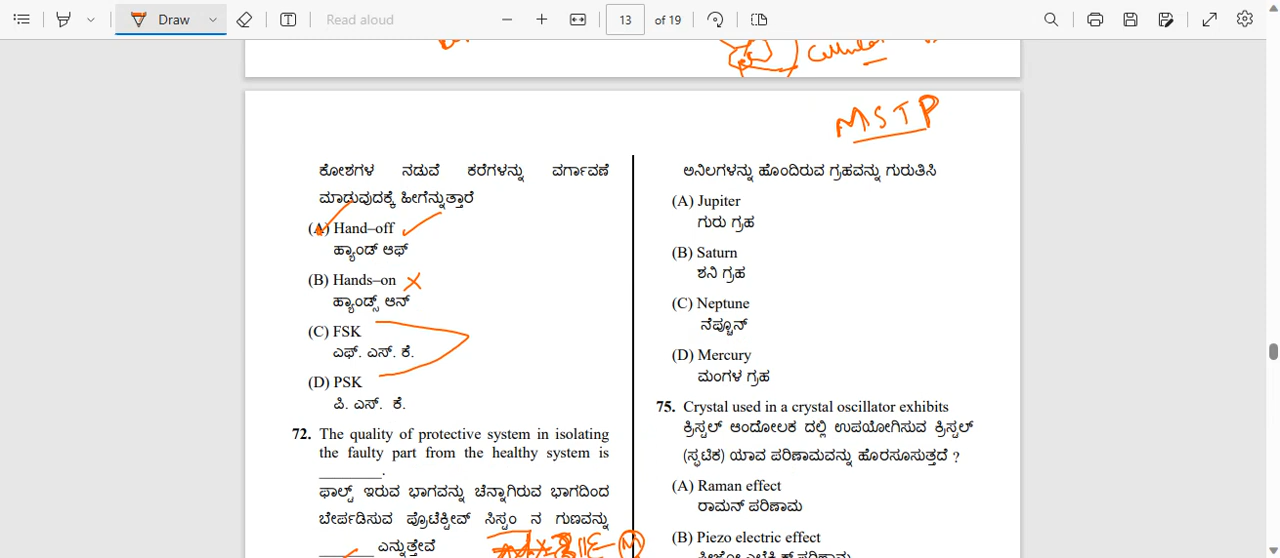 Draw
Read aloud
13 of 19
Cellular
MSTP
ಕೋಶಗಳ ನಡುವೆ ಕರೆಗಳನ್ನು ವರ್ಗಾವಣೆ
ಮಾಡುವುದಕ್ಕೆ ಹೀಗೆನ್ನುತ್ತಾರೆ
(A) Hand–off
ಹ್ಯಾಂಡ್ ಆಫ್
(B) Hands–on
ಹ್ಯಾಂಡ್ಸ್ ಆನ್
(C) FSK
ಎಫ್. ಎಸ್. ಕೆ.
(D) PSK
ಪಿ. ಎಸ್. ಕೆ.
72. The quality of protective system in isolating
the faulty part from the healthy system is
________.
ಫಾಲ್ಟ್ ಇರುವ ಭಾಗವನ್ನು ಚೆನ್ನಾಗಿರುವ ಭಾಗದಿಂದ
ಬೇರ್ಪಡಿಸುವ ಪ್ರೊಟೆಕ್ಟೀವ್ ಸಿಸ್ಟಂ ನ ಗುಣವನ್ನು
________ ಎನ್ನುತ್ತೇವೆ
ಅನಿಲಗಳನ್ನು ಹೊಂದಿರುವ ಗ್ರಹವನ್ನು ಗುರುತಿಸಿ
(A) Jupiter
ಗುರು ಗ್ರಹ
(B) Saturn
ಶನಿ ಗ್ರಹ
(C) Neptune
ನೆಪ್ಚೂನ್
(D) Mercury
ಮಂಗಳ ಗ್ರಹ
75. Crystal used in a crystal oscillator exhibits
ಕ್ರಿಸ್ಟಲ್ ಆಂದೋಲಕ ದಲ್ಲಿ ಉಪಯೋಗಿಸುವ ಕ್ರಿಸ್ಟಲ್
(ಸ್ಫಟಿಕ) ಯಾವ ಪರಿಣಾಮವನ್ನು ಹೊರಸೂಸುತ್ತದೆ ?
(A) Raman effect
ರಾಮನ್ ಪರಿಣಾಮ
(B) Piezo electric effect